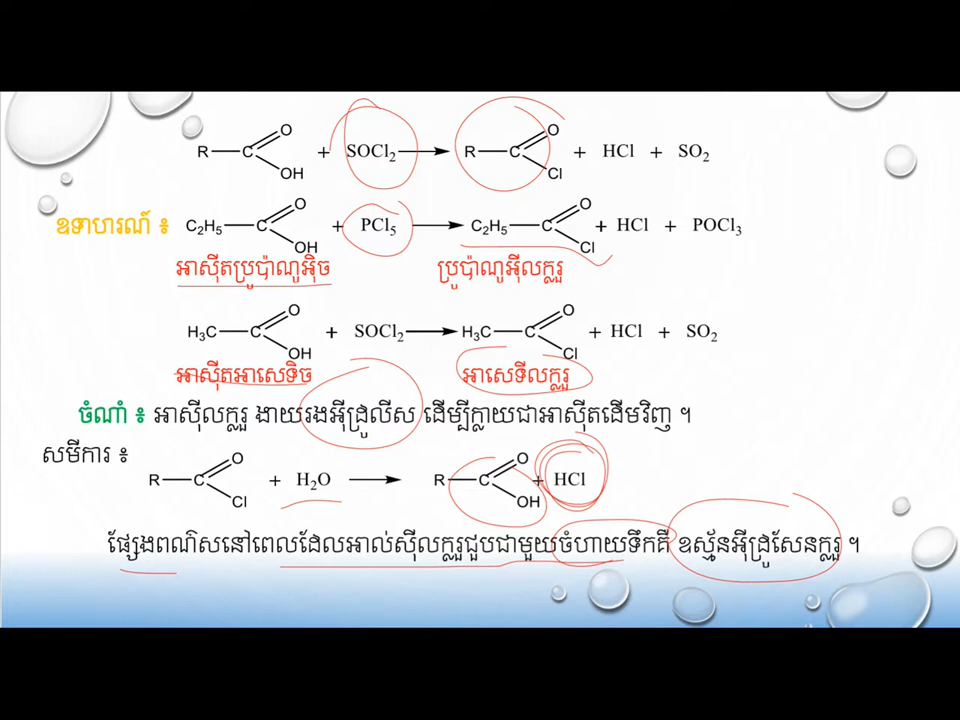 R C O OH + SOCl₂ R C O Cl + HCl + SO₂
ឧទាហរណ៍ ៖ C₂H₅ C O OH + PCl₅ C₂H₅ C O Cl + HCl + POCl₃
អាស៊ីតប្រូប៉ាណូអ៊ិច ប្រូប៉ាណូអ៊ីលក្លរួ
H₃C C O OH + SOCl₂ H₃C C O Cl + HCl + SO₂
អាស៊ីតអាសេទិច អាសេទីលក្លរួ
ចំណាំ ៖ អាស៊ីលក្លរួ ងាយរងអ៊ីដ្រូលីស ដើម្បីក្លាយជាអាស៊ីតដើមវិញ ។
សមីការ ៖
R C O Cl + H₂O R C O OH + HCl
ផ្សែងពណ៌សនៅពេលដែលអាល់ស៊ីលក្លរួជួបជាមួយចំហាយទឹកគឺ ឧស្ម័នអ៊ីដ្រូសែនក្លរួ ។